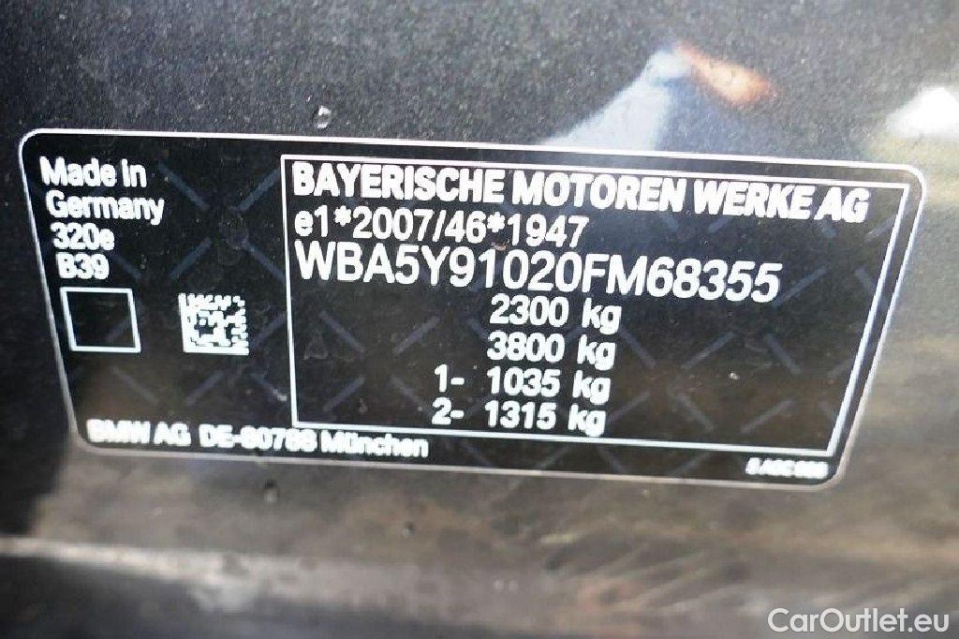 Made in
Germany
320e
B39
BAYERISCHE MOTOREN WERKE AG
e1*2007/46*1947
WBA5Y91020FM68355
2300 kg
3800 kg
1- 1035 kg
2- 1315 kg
BMW AG DE-80788 München
CarOutlet.eu